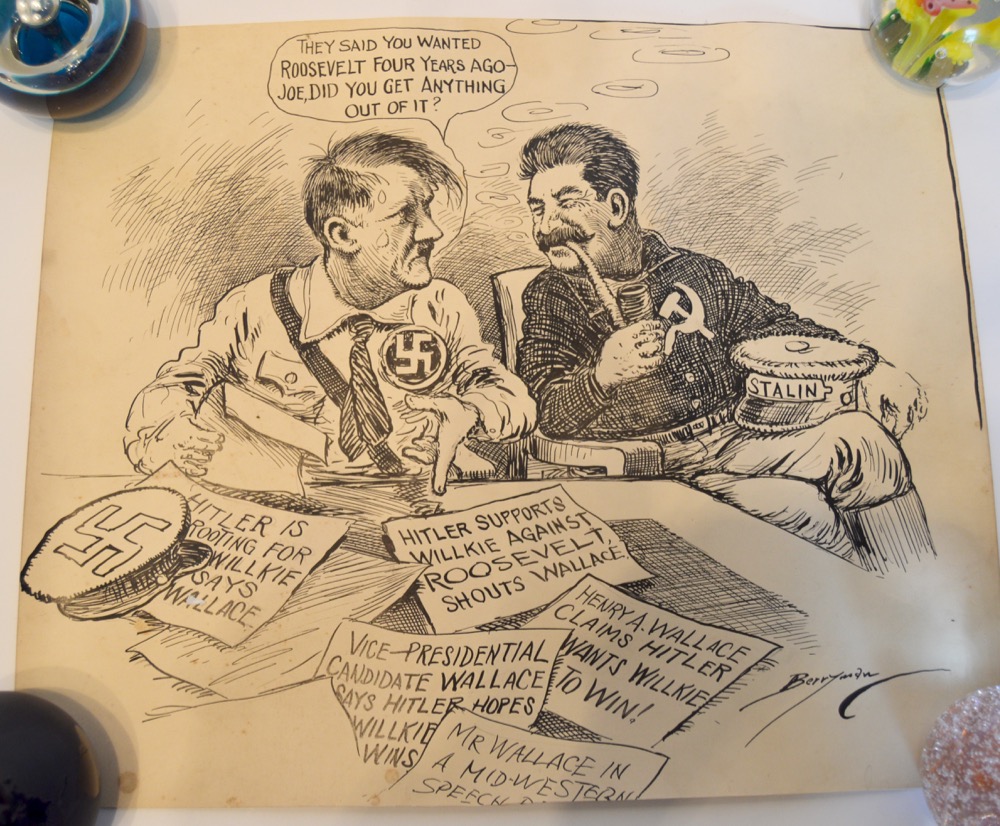 THEY SAID YOU WANTED
ROOSEVELT FOUR YEARS AGO-
JOE, DID YOU GET ANYTHING
OUT OF IT?
STALIN
HITLER IS
ROOTING FOR
WILLKIE
SAYS
WALLACE
HITLER SUPPORTS
WILLKIE AGAINST
ROOSEVELT,
SHOUTS WALLACE.
HENRY A. WALLACE
CLAIMS HITLER
WANTS WILLKIE
TO WIN!
VICE-PRESIDENTIAL
CANDIDATE WALLACE
SAYS HITLER HOPES
WILLKIE
WINS
MR WALLACE IN
A MID-WESTERN
SPEECH
Berryman